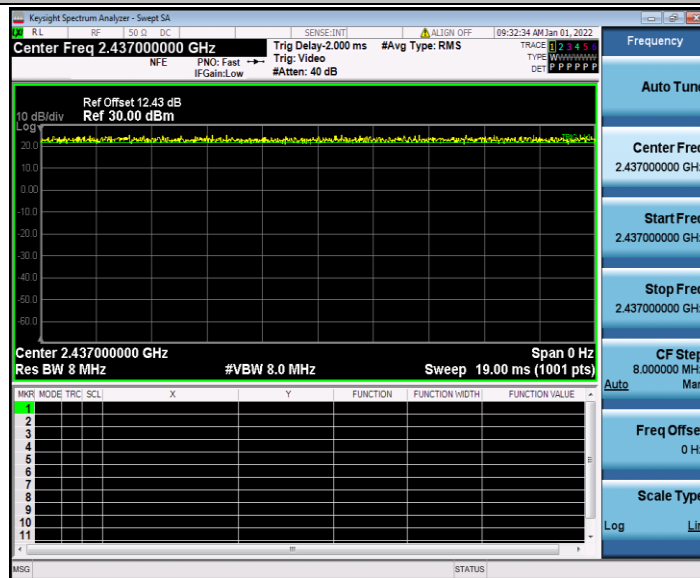 Keysight Spectrum Analyzer - Swept SA
RL RF 50 Ω DC SENSE:INT ALIGN OFF 09:32:34 AM Jan 01, 2022
Center Freq 2.437000000 GHz
NFE
PNO: Fast
IFGain:Low
Trig Delay-2.000 ms
Trig: Video
#Atten: 40 dB
#Avg Type: RMS
TRACE 1 2 3 4 5 6
TYPE WWWWWWW
DET P P P P P P
Frequency
Auto Tune
Center Freq
2.437000000 GHz
Start Freq
2.437000000 GHz
Stop Freq
2.437000000 GHz
CF Step
8.000000 MHz
Auto Man
Freq Offset
0 Hz
Scale Type
Log Lin
Ref Offset 12.43 dB
10 dB/div Ref 30.00 dBm
Log
20.0
10.0
0.00
-10.0
-20.0
-30.0
-40.0
-50.0
-60.0
Center 2.437000000 GHz Span 0 Hz
Res BW 8 MHz #VBW 8.0 MHz Sweep 19.00 ms (1001 pts)
MKR MODE TRC SCL X Y FUNCTION FUNCTION WIDTH FUNCTION VALUE
1
2
3
4
5
6
7
8
9
10
11
MSG STATUS